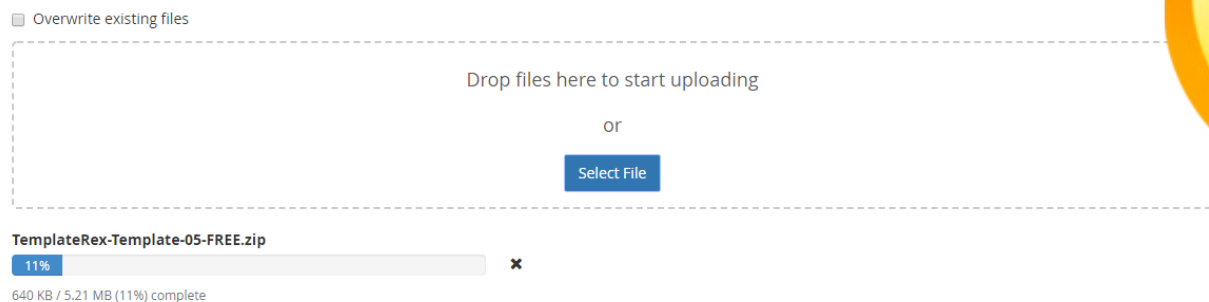 Overwrite existing files
Drop files here to start uploading
or
Select File
TemplateRex-Template-05-FREE.zip
11%
640 KB / 5.21 MB (11%) complete